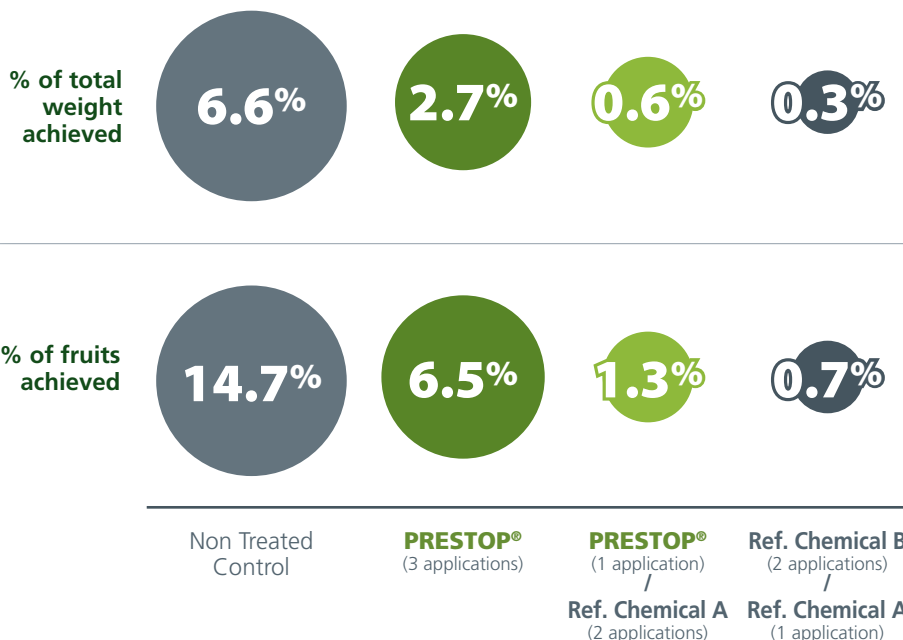 % of total
weight
achieved
6.6%
2.7%
0.6%
0.3%
% of fruits
achieved
14.7%
6.5%
1.3%
0.7%
Non Treated
Control
PRESTOP®
(3 applications)
PRESTOP®
(1 application)
/
Ref. Chemical A
(2 applications)
Ref. Chemical B
(2 applications)
/
Ref. Chemical A
(1 application)